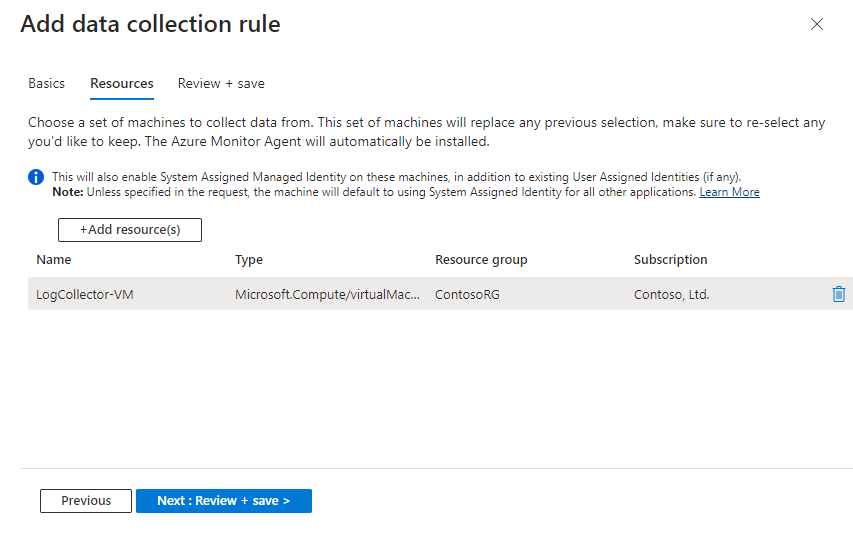 Add data collection rule
Basics Resources Review + save
Choose a set of machines to collect data from. This set of machines will replace any previous selection, make sure to re-select any
you'd like to keep. The Azure Monitor Agent will automatically be installed.
This will also enable System Assigned Managed Identity on these machines, in addition to existing User Assigned Identities (if any).
Note: Unless specified in the request, the machine will default to using System Assigned Identity for all other applications. Learn More
+Add resource(s)
Name Type Resource group Subscription
LogCollector-VM Microsoft.Compute/virtualMac... ContosoRG Contoso, Ltd.
Previous Next : Review + save >